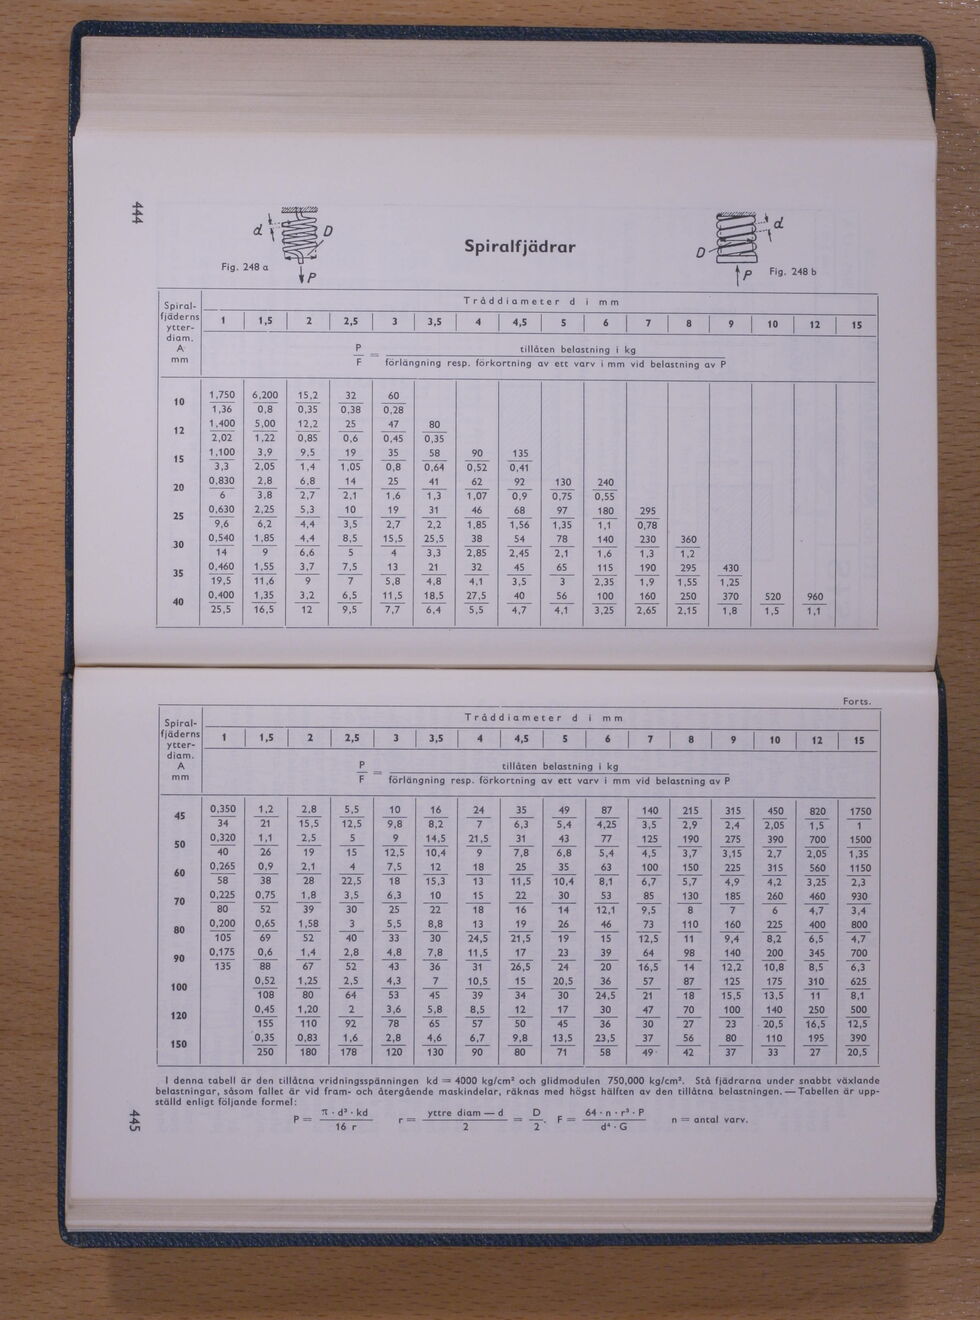 444
d D
Fig. 248 a
P
Spiralfjädrar
D d
P
Fig. 248 b
Spiral-
fjäderns
ytter-
diam.
A
mm
Tråddiameter d i mm
1 1,5 2 2,5 3 3,5 4 4,5 5 6 7 8 9 10 12 15
P / F = tillåten belastning i kg / förlängning resp. förkortning av ett varv i mm vid belastning av P
10
1,750 6,200 15,2 32 60
1,36 0,8 0,35 0,38 0,28
12
1,400 5,00 12,2 25 47 80
2,02 1,22 0,85 0,6 0,45 0,35
15
1,100 3,9 9,5 19 35 58 90 135
3,3 2,05 1,4 1,05 0,8 0,64 0,52 0,41
20
0,830 2,8 6,8 14 25 41 62 92 130 240
6 3,8 2,7 2,1 1,6 1,3 1,07 0,9 0,75 0,55
25
0,630 2,25 5,3 10 19 31 46 68 97 180 295
9,6 6,2 4,4 3,5 2,7 2,2 1,85 1,56 1,35 1,1 0,78
30
0,540 1,85 4,4 8,5 15,5 25,5 38 54 78 140 230 360
14 9 6,6 5 4 3,3 2,85 2,45 2,1 1,6 1,3 1,2
35
0,460 1,55 3,7 7,5 13 21 32 45 65 115 190 295 430
19,5 11,6 9 7 5,8 4,8 4,1 3,5 3 2,35 1,9 1,55 1,25
40
0,400 1,35 3,2 6,5 11,5 18,5 27,5 40 56 100 160 250 370 520 960
25,5 16,5 12 9,5 7,7 6,4 5,5 4,7 4,1 3,25 2,65 2,15 1,8 1,5 1,1
Forts.
Spiral-
fjäderns
ytter-
diam.
A
mm
Tråddiameter d i mm
1 1,5 2 2,5 3 3,5 4 4,5 5 6 7 8 9 10 12 15
P / F = tillåten belastning i kg / förlängning resp. förkortning av ett varv i mm vid belastning av P
45
0,350 1,2 2,8 5,5 10 16 24 35 49 87 140 215 315 450 820 1750
34 21 15,5 12,5 9,8 8,2 7 6,3 5,4 4,25 3,5 2,9 2,4 2,05 1,5 1
50
0,320 1,1 2,5 5 9 14,5 21,5 31 43 77 125 190 275 390 700 1500
40 26 19 15 12,5 10,4 9 7,8 6,8 5,4 4,5 3,7 3,15 2,7 2,05 1,35
60
0,265 0,9 2,1 4 7,5 12 18 25 35 63 100 150 225 315 560 1150
58 38 28 22,5 18 15,3 13 11,5 10,4 8,1 6,7 5,7 4,9 4,2 3,25 2,3
70
0,225 0,75 1,8 3,5 6,3 10 15 22 30 53 85 130 185 260 460 930
80 52 39 30 25 22 18 16 14 12,1 9,5 8 7 6 4,7 3,4
80
0,200 0,65 1,58 3 5,5 8,8 13 19 26 46 73 110 160 225 400 800
105 69 52 40 33 30 24,5 21,5 19 15 12,5 11 9,4 8,2 6,5 4,7
90
0,175 0,6 1,4 2,8 4,8 7,8 11,5 17 23 39 64 98 140 200 345 700
135 88 67 52 43 36 31 26,5 24 20 16,5 14 12,2 10,8 8,5 6,3
100
0,52 1,25 2,5 4,3 7 10,5 15 20,5 36 57 87 125 175 310 625
108 80 64 53 45 39 34 30 24,5 21 18 15,5 13,5 11 8,1
120
0,45 1,20 2 3,6 5,8 8,5 12 17 30 47 70 100 140 250 500
155 110 92 78 65 57 50 45 36 30 27 23 20,5 16,5 12,5
150
0,35 0,83 1,6 2,8 4,6 6,7 9,8 13,5 23,5 37 56 80 110 195 390
250 180 178 120 130 90 80 71 58 49 42 37 33 27 20,5
I denna tabell är den tillåtna vridningsspänningen kd = 4000 kg/cm² och glidmodulen 750,000 kg/cm². Stå fjädrarna under snabbt växlande
belastningar, såsom fallet är vid fram- och återgående maskindelar, räknas med högst hälften av den tillåtna belastningen. — Tabellen är upp-
ställd enligt följande formel:
P = π · d³ · kd / 16 r r = yttre diam — d / 2 = D / 2 . F = 64 · n · r³ · P / d⁴ · G n = antal varv.
445